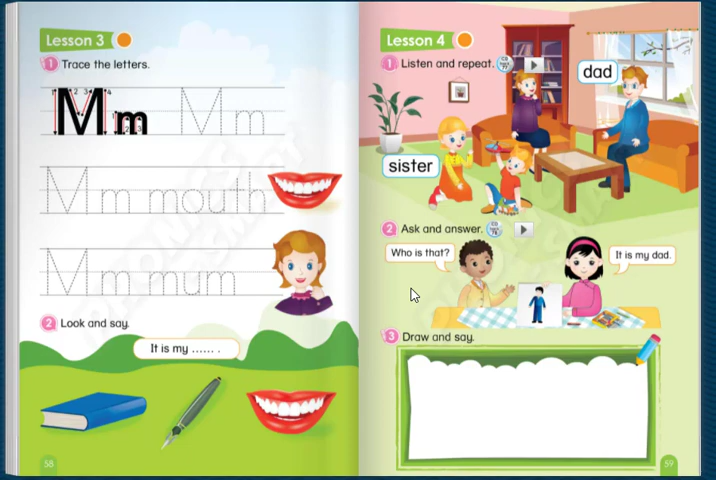 Lesson 3
1 Trace the letters.
Mm Mm
Mm mouth
Mm mum
2 Look and say.
It is my ...... .
58
Lesson 4
1 Listen and repeat.
dad
sister
2 Ask and answer.
Who is that?
It is my dad.
3 Draw and say.
59